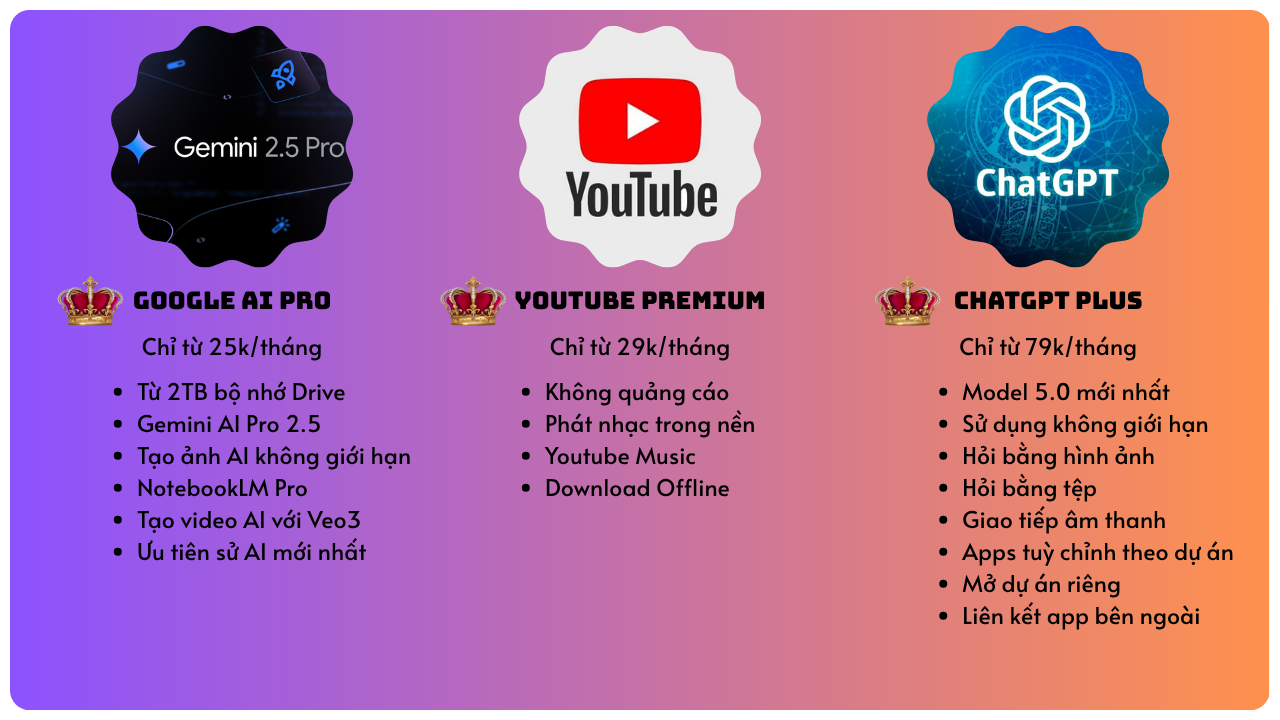 Gemini 2.5 Pro
GOOGLE AI PRO
Chỉ từ 25k/tháng
Từ 2TB bộ nhớ Drive
Gemini AI Pro 2.5
Tạo ảnh AI không giới hạn
NotebookLM Pro
Tạo video AI với Veo3
Ưu tiên sử AI mới nhất
YouTube
YOUTUBE PREMIUM
Chỉ từ 29k/tháng
Không quảng cáo
Phát nhạc trong nền
Youtube Music
Download Offline
ChatGPT
CHATGPT PLUS
Chỉ từ 79k/tháng
Model 5.0 mới nhất
Sử dụng không giới hạn
Hỏi bằng hình ảnh
Hỏi bằng tệp
Giao tiếp âm thanh
Apps tuỳ chỉnh theo dự án
Mở dự án riêng
Liên kết app bên ngoài